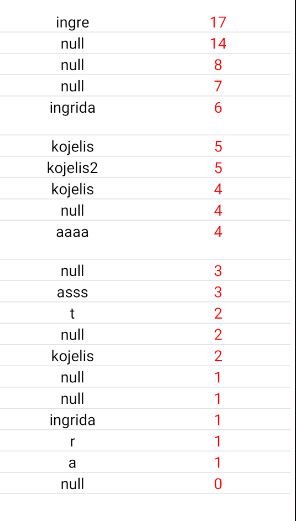 ingre 17
null 14
null 8
null 7
ingrida 6
kojelis 5
kojelis2 5
kojelis 4
null 4
aaaa 4
null 3
asss 3
t 2
null 2
kojelis 2
null 1
null 1
ingrida 1
r 1
a 1
null 0